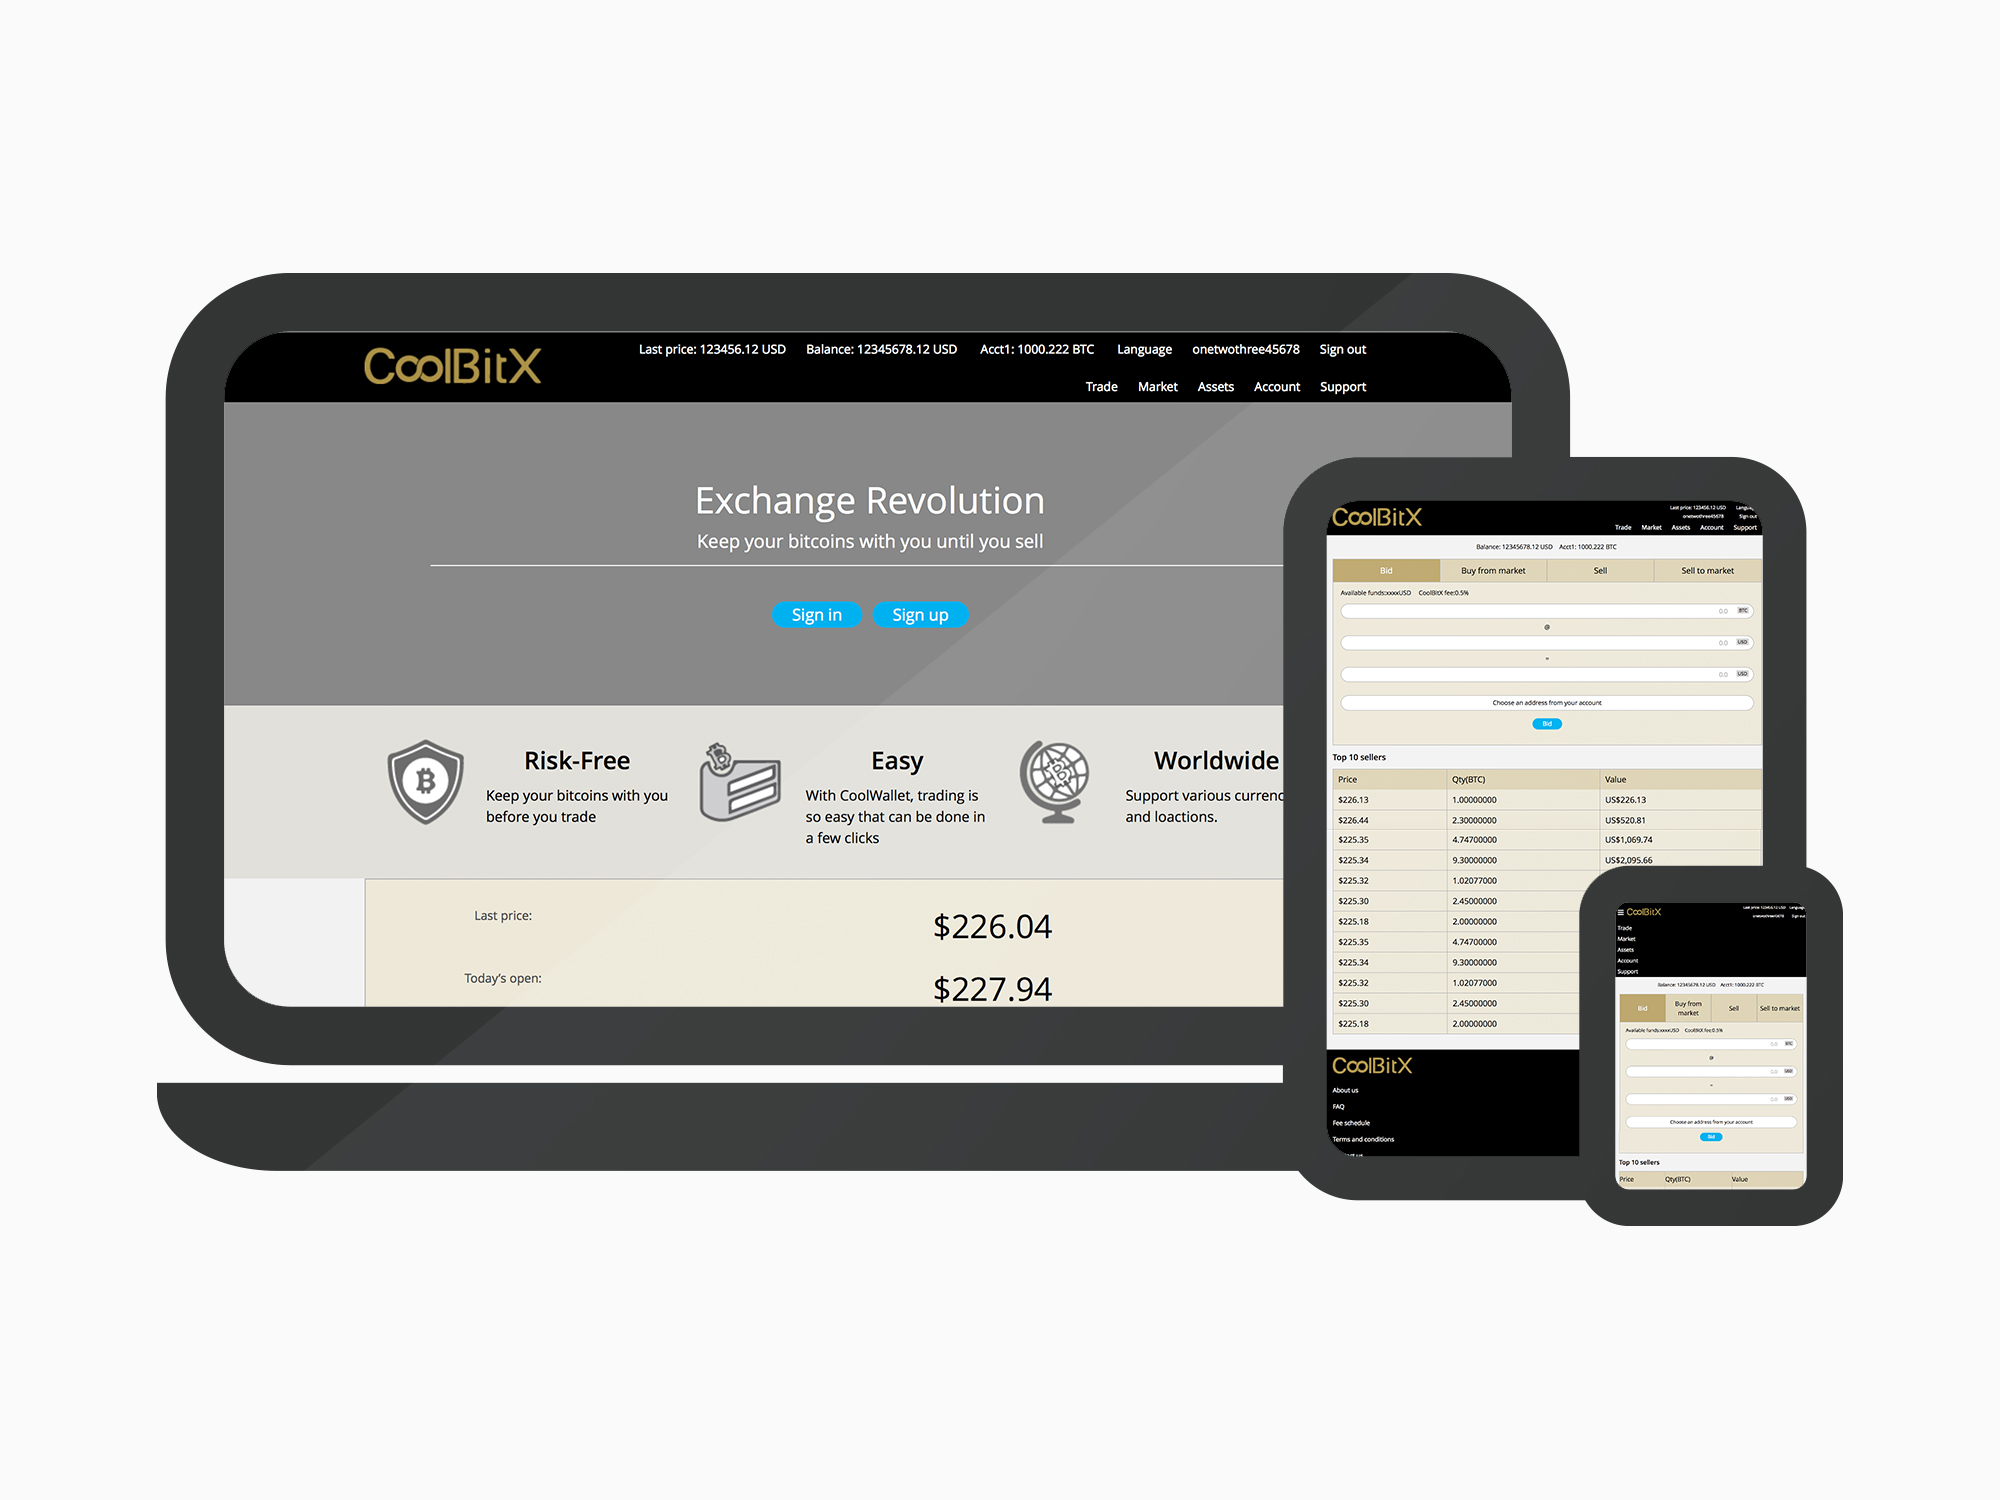 CoolBitX
Last price: 123456.12 USD Balance: 12345678.12 USD Acct1: 1000.222 BTC Language onetwothree45678 Sign out
Trade Market Assets Account Support
Exchange Revolution
Keep your bitcoins with you until you sell
Sign in Sign up
Risk-Free
Keep your bitcoins with you
before you trade
Easy
With CoolWallet, trading is
so easy that can be done in
a few clicks
Worldwide
Support various
and loactions.
Last price: $226.04
Today's open: $227.94
CoolBitX
Last price: 123456.12 USD
onetwothree45678 Sign out
Trade Market Assets Account Support
Balance: 12345678.12 USD Acct1: 1000.222 BTC
Bid Buy from market Sell Sell to market
Available funds:xxxxUSD CoolBitX fee:0.5%
0.0 BTC
@
0.0 USD
=
0.0 USD
Choose an address from your account
Bid
Top 10 sellers
Price Qty(BTC) Value
$226.13 1.00000000 US$226.13
$226.44 2.30000000 US$520.81
$225.35 4.74700000 US$1,069.74
$225.34 9.30000000 US$2,095.66
$225.32 1.02077000
$225.30 2.45000000
$225.18 2.00000000
$225.35 4.74700000
$225.34 9.30000000
$225.32 1.02077000
$225.30 2.45000000
$225.18 2.00000000
CoolBitX
About us
FAQ
Fee schedule
Terms and conditions
CoolBitX
Last price: 123456.12 USD Language
onetwothree45678 Sign out
Trade
Market
Assets
Account
Support
Balance: 12345678.12 USD Acct1: 1000.222 BTC
Bid Buy from market Sell Sell to market
Available funds:xxxxUSD CoolBitX fee:0.5%
0.0 BTC
@
0.0 USD
=
0.0 USD
Choose an address from your account
Bid
Top 10 sellers
Price Qty(BTC) Value